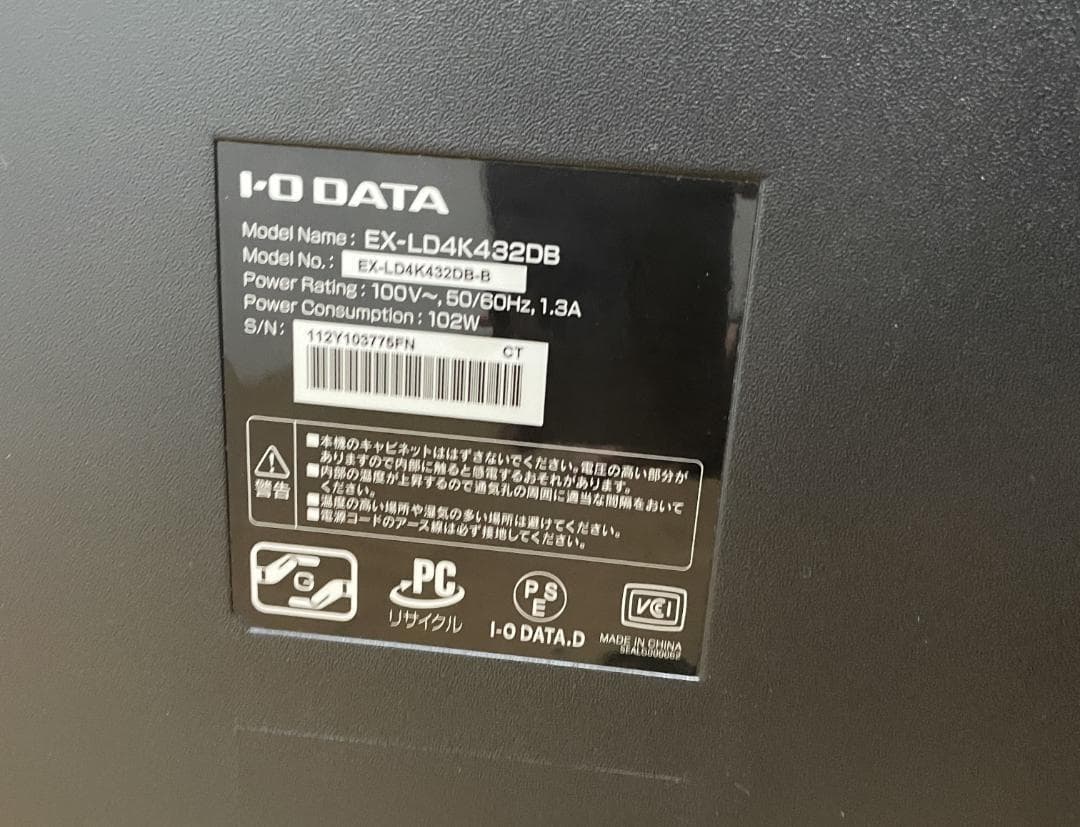 I-O DATA
Model Name: EX-LD4K432DB
Model No.: EX-LD4K432DB-B
Power Rating: 100V~, 50/60Hz, 1.3A
Power Consumption: 102W
S/N: 112Y103775FN CT
警告
■本機のキャビネットははずさないでください。電圧の高い部分が
ありますので内部に触ると感電するおそれがあります。
■内部の温度が上昇するので通気孔の周囲に適当な間隔をおいて
ください。
■温度の高い場所や湿気の多い場所は避けてください。
■電源コードのアース線は必ず接地してください。
G
PC
リサイクル
PSE
I-O DATA.D
VCI
MADE IN CHINA